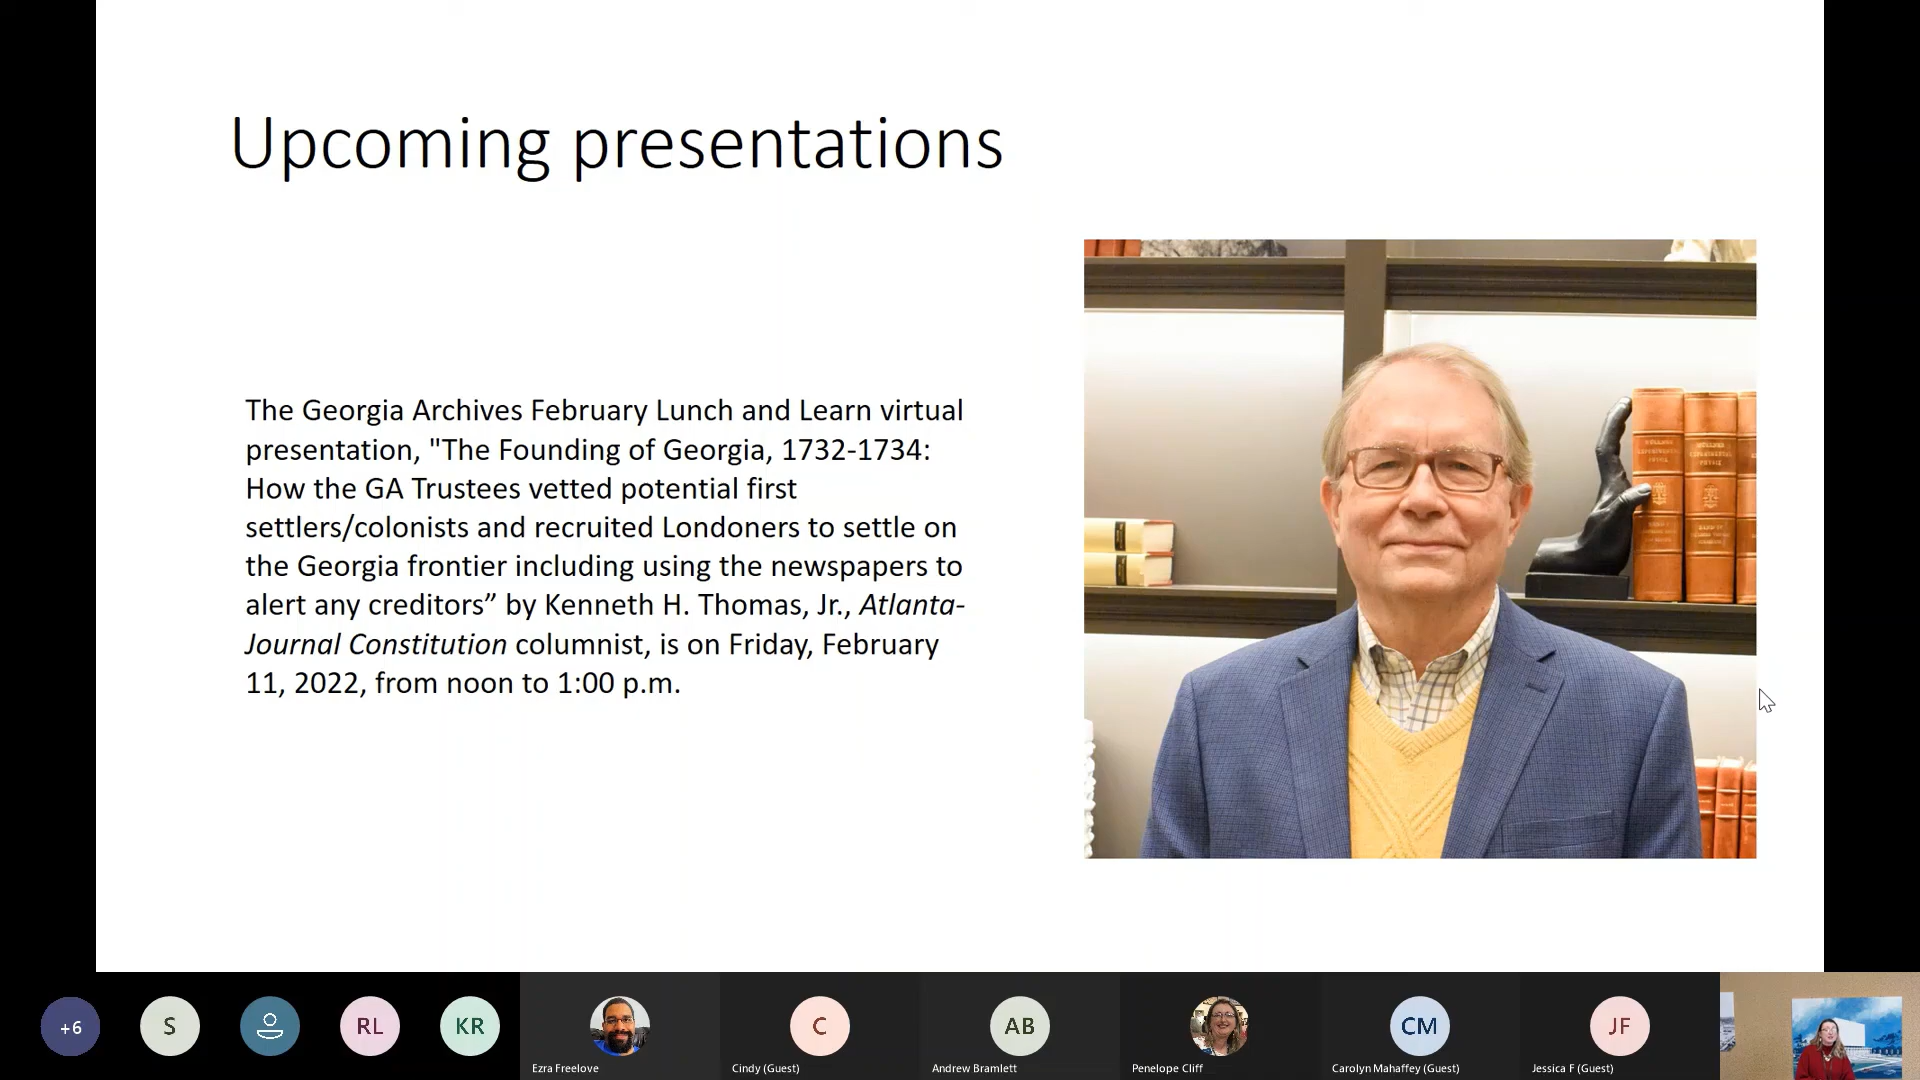 Upcoming presentations
The Georgia Archives February Lunch and Learn virtual
presentation, "The Founding of Georgia, 1732-1734:
How the GA Trustees vetted potential first
settlers/colonists and recruited Londoners to settle on
the Georgia frontier including using the newspapers to
alert any creditors” by Kenneth H. Thomas, Jr., Atlanta-
Journal Constitution columnist, is on Friday, February
11, 2022, from noon to 1:00 p.m.
+6
S
RL
KR
C
AB
CM
JF
Ezra Freelove
Cindy (Guest)
Andrew Bramlett
Penelope Cliff
Carolyn Mahaffey (Guest)
Jessica F (Guest)